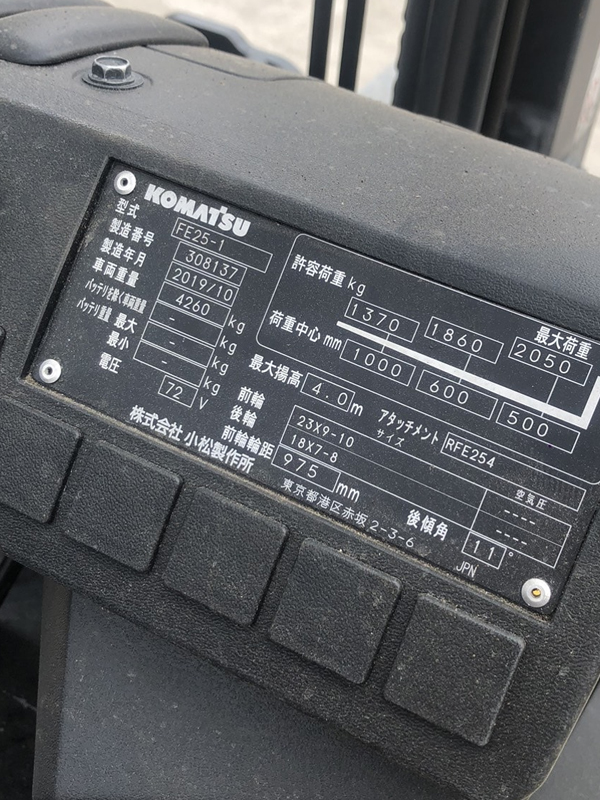 KOMATSU
型式 FE25-1
製造番号 308137
製造年月 2019/10
車両重量 4260 kg
バッテリを除く車両重量 - kg
バッテリ重量 最大 - kg
最小 - kg
電圧 72 V
株式会社 小松製作所
許容荷重 kg 1370 1860 最大荷重 2050
荷重中心 mm 1000 600 500
最大揚高 4.0 m アタッチメント RFE254
サイズ 空気圧
前輪 23X9-10 ----
後輪 18X7-8 ----
前輪輪距 975 mm 後傾角 11°
東京都港区赤坂 2-3-6 JPN